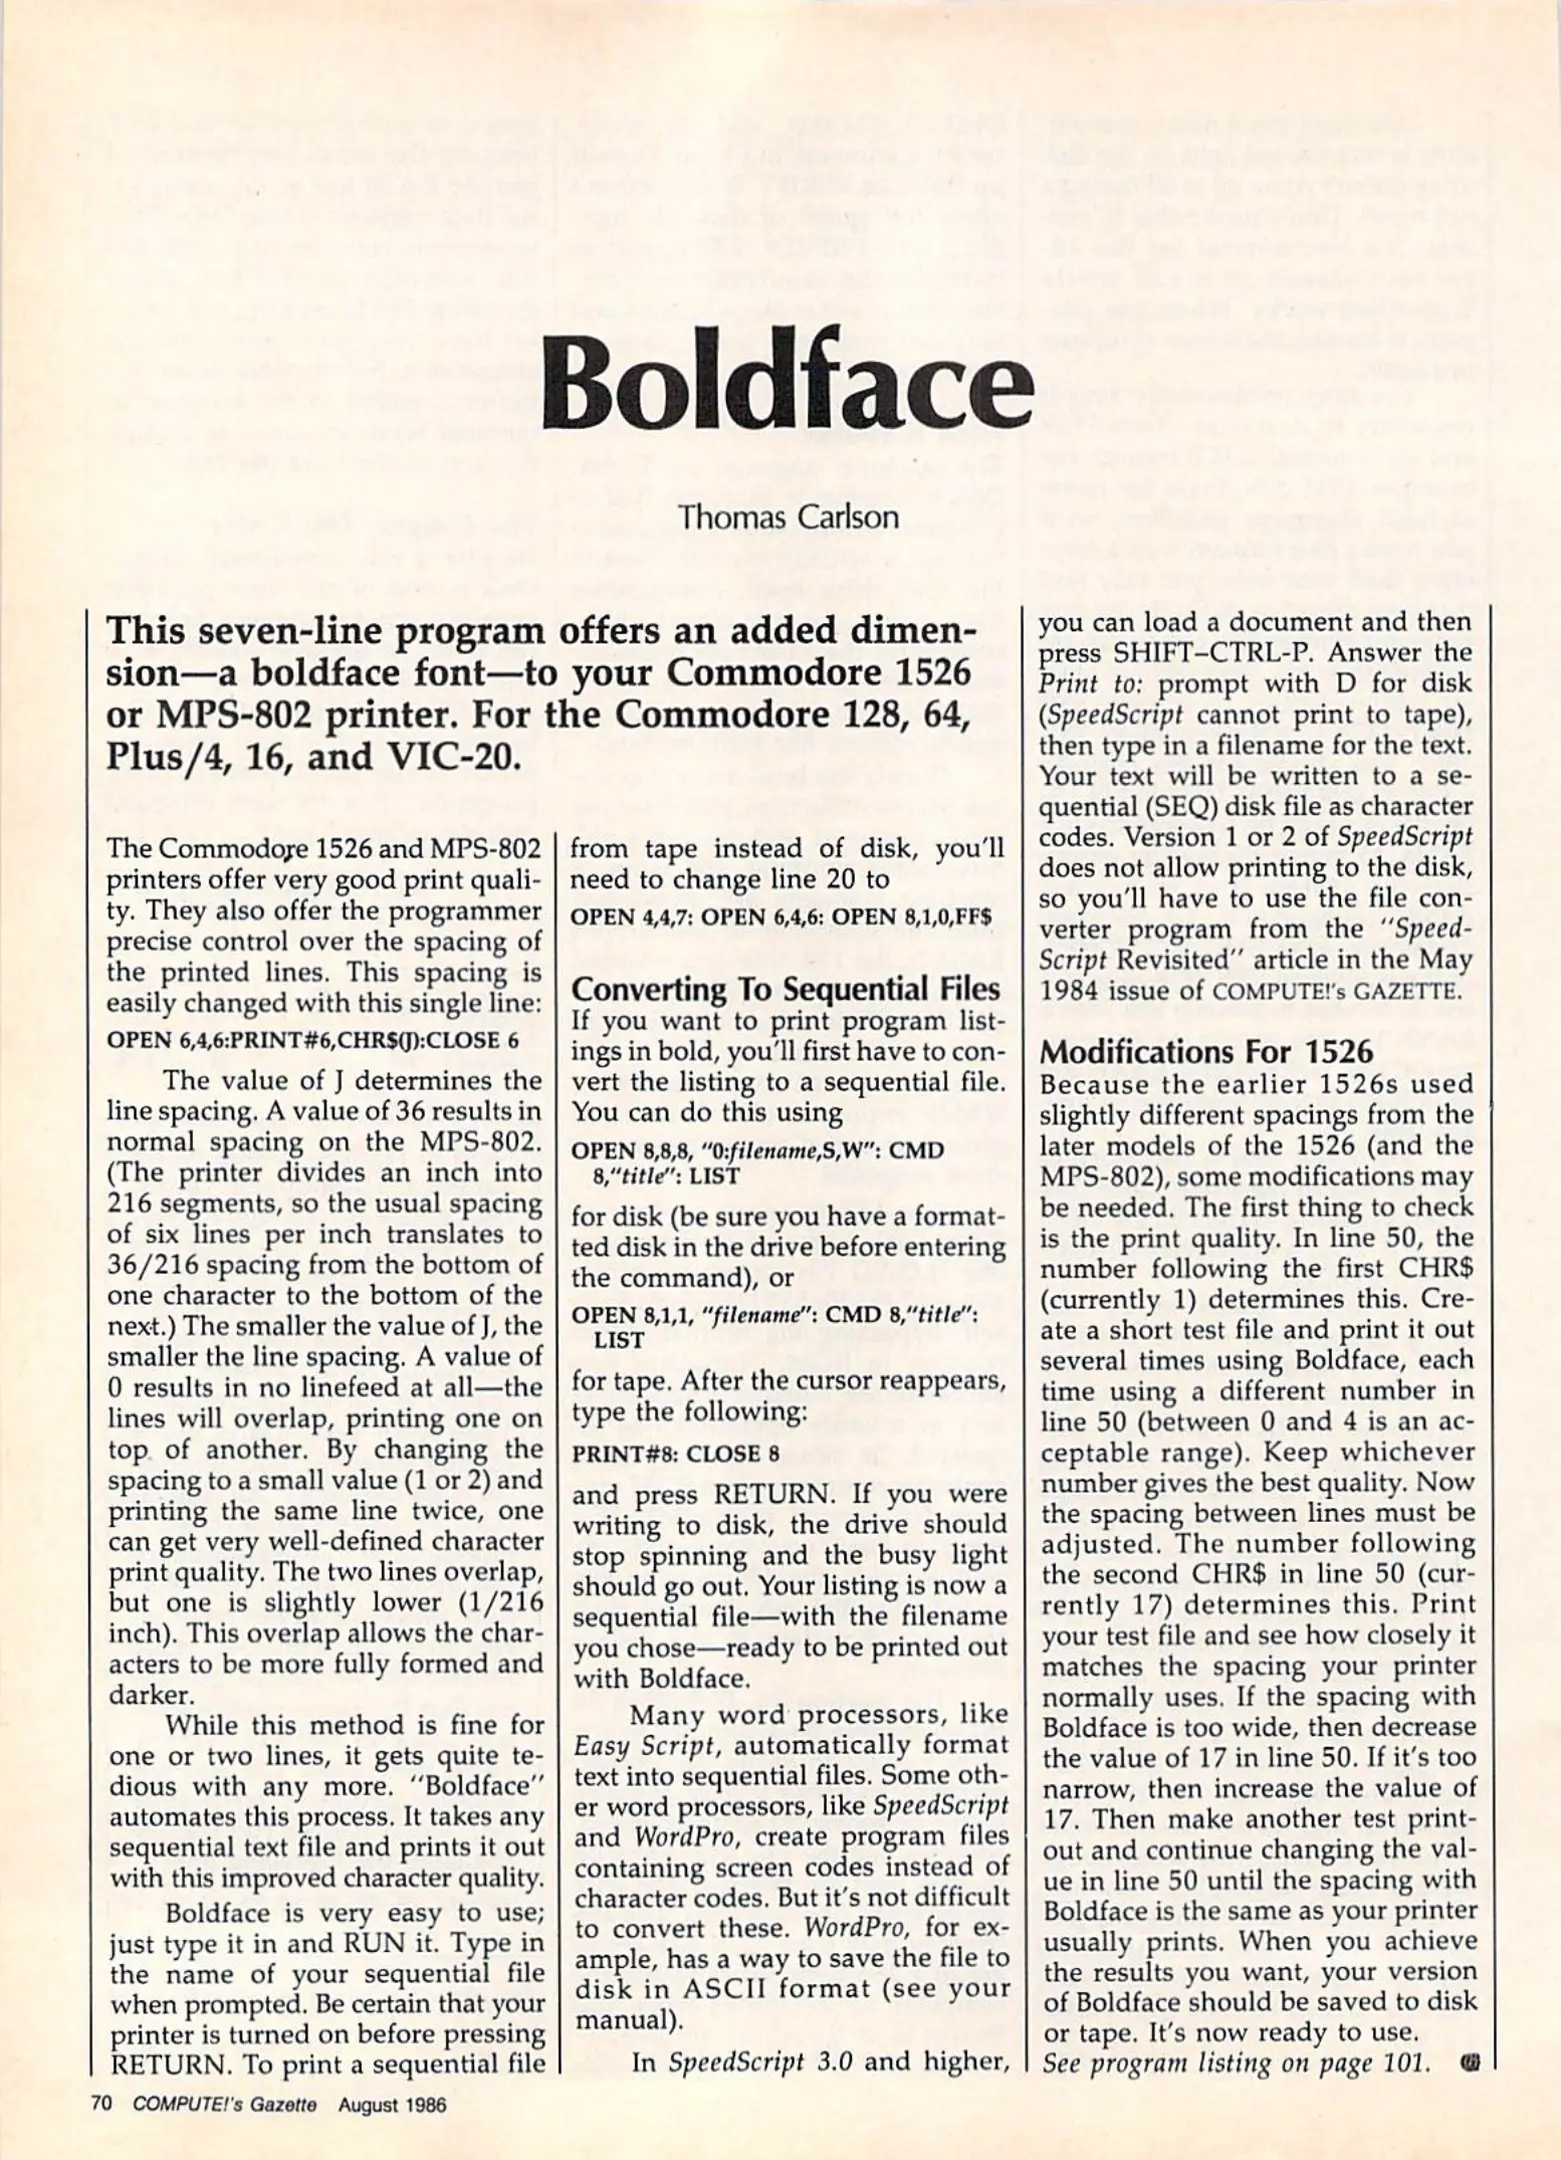 Boldface
Thomas Carlson
This seven-line program offers an added dimen-
sion—a boldface font—to your Commodore 1526
or MPS-802 printer. For the Commodore 128, 64,
Plus/4, 16, and VIC-20.
The Commodore 1526 and MPS-802
printers offer very good print quali-
ty. They also offer the programmer
precise control over the spacing of
the printed lines. This spacing is
easily changed with this single line:
OPEN 6,4,6:PRINT#6,CHR$(J):CLOSE 6
The value of J determines the
line spacing. A value of 36 results in
normal spacing on the MPS-802.
(The printer divides an inch into
216 segments, so the usual spacing
of six lines per inch translates to
36/216 spacing from the bottom of
one character to the bottom of the
next.) The smaller the value of J, the
smaller the line spacing. A value of
0 results in no linefeed at all—the
lines will overlap, printing one on
top of another. By changing the
spacing to a small value (1 or 2) and
printing the same line twice, one
can get very well-defined character
print quality. The two lines overlap,
but one is slightly lower (1/216
inch). This overlap allows the char-
acters to be more fully formed and
darker.
While this method is fine for
one or two lines, it gets quite te-
dious with any more. "Boldface"
automates this process. It takes any
sequential text file and prints it out
with this improved character quality.
Boldface is very easy to use;
just type it in and RUN it. Type in
the name of your sequential file
when prompted. Be certain that your
printer is turned on before pressing
RETURN. To print a sequential file
from tape instead of disk, you'll
need to change line 20 to
OPEN 4,4,7: OPEN 6,4,6: OPEN 8,1,0,FF$
Converting To Sequential Files
If you want to print program list-
ings in bold, you'll first have to con-
vert the listing to a sequential file.
You can do this using
OPEN 8,8,8, "0:filename,S,W": CMD
8,"title": LIST
for disk (be sure you have a format-
ted disk in the drive before entering
the command), or
OPEN 8,1,1, "filename": CMD 8,"title":
LIST
for tape. After the cursor reappears,
type the following:
PRINT#8: CLOSE 8
and press RETURN. If you were
writing to disk, the drive should
stop spinning and the busy light
should go out. Your listing is now a
sequential file—with the filename
you chose—ready to be printed out
with Boldface.
Many word processors, like
Easy Script, automatically format
text into sequential files. Some oth-
er word processors, like SpeedScript
and WordPro, create program files
containing screen codes instead of
character codes. But it's not difficult
to convert these. WordPro, for ex-
ample, has a way to save the file to
disk in ASCII format (see your
manual).
In SpeedScript 3.0 and higher,
you can load a document and then
press SHIFT-CTRL-P. Answer the
Print to: prompt with D for disk
(SpeedScript cannot print to tape),
then type in a filename for the text.
Your text will be written to a se-
quential (SEQ) disk file as character
codes. Version 1 or 2 of SpeedScript
does not allow printing to the disk,
so you'll have to use the file con-
verter program from the "Speed-
Script Revisited" article in the May
1984 issue of COMPUTE!'s GAZETTE.
Modifications For 1526
Because the earlier 1526s used
slightly different spacings from the
later models of the 1526 (and the
MPS-802), some modifications may
be needed. The first thing to check
is the print quality. In line 50, the
number following the first CHR$
(currently 1) determines this. Cre-
ate a short test file and print it out
several times using Boldface, each
time using a different number in
line 50 (between 0 and 4 is an ac-
ceptable range). Keep whichever
number gives the best quality. Now
the spacing between lines must be
adjusted. The number following
the second CHR$ in line 50 (cur-
rently 17) determines this. Print
your test file and see how closely it
matches the spacing your printer
normally uses. If the spacing with
Boldface is too wide, then decrease
the value of 17 in line 50. If it's too
narrow, then increase the value of
17. Then make another test print-
out and continue changing the val-
ue in line 50 until the spacing with
Boldface is the same as your printer
usually prints. When you achieve
the results you want, your version
of Boldface should be saved to disk
or tape. It's now ready to use.
See program listing on page 101.
70 COMPUTE!'s Gazette August 1986